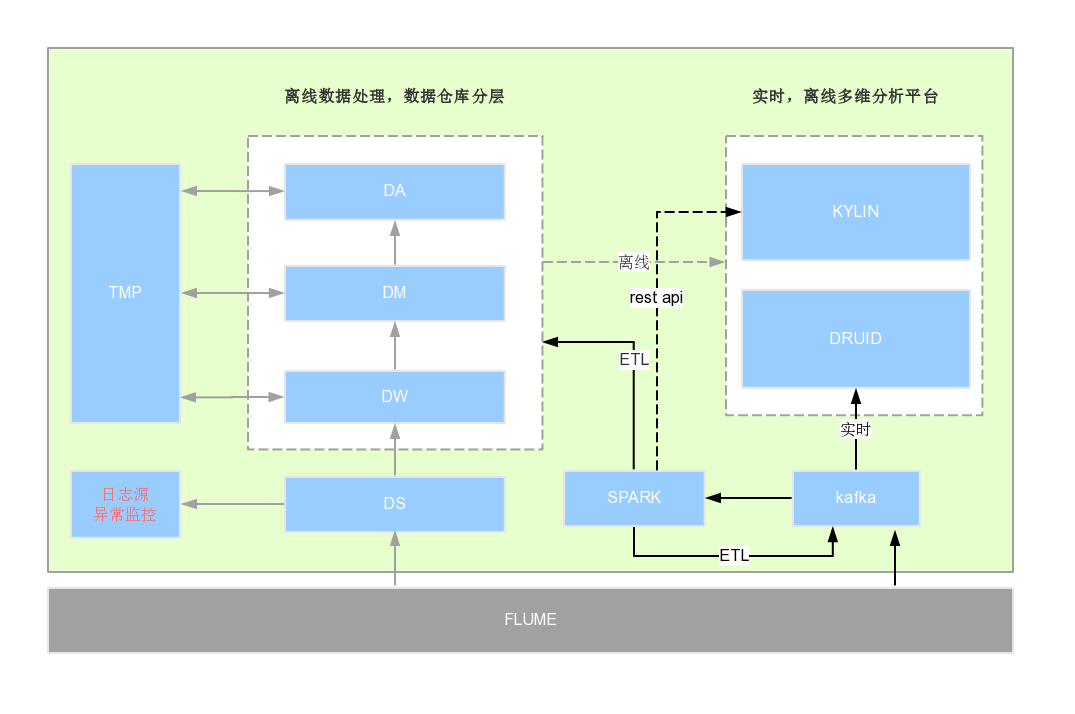 离线数据处理，数据仓库分层
实时，离线多维分析平台
DA
KYLIN
离线
TMP
DM
rest api
DRUID
ETL
DW
实时
日志源
异常监控
DS
SPARK
kafka
ETL
FLUME